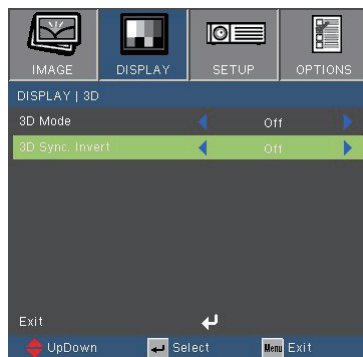 IMAGE DISPLAY SETUP OPTIONS
DISPLAY | 3D
3D Mode Off
3D Sync. Invert Off
Exit
UpDown Select Menu Exit